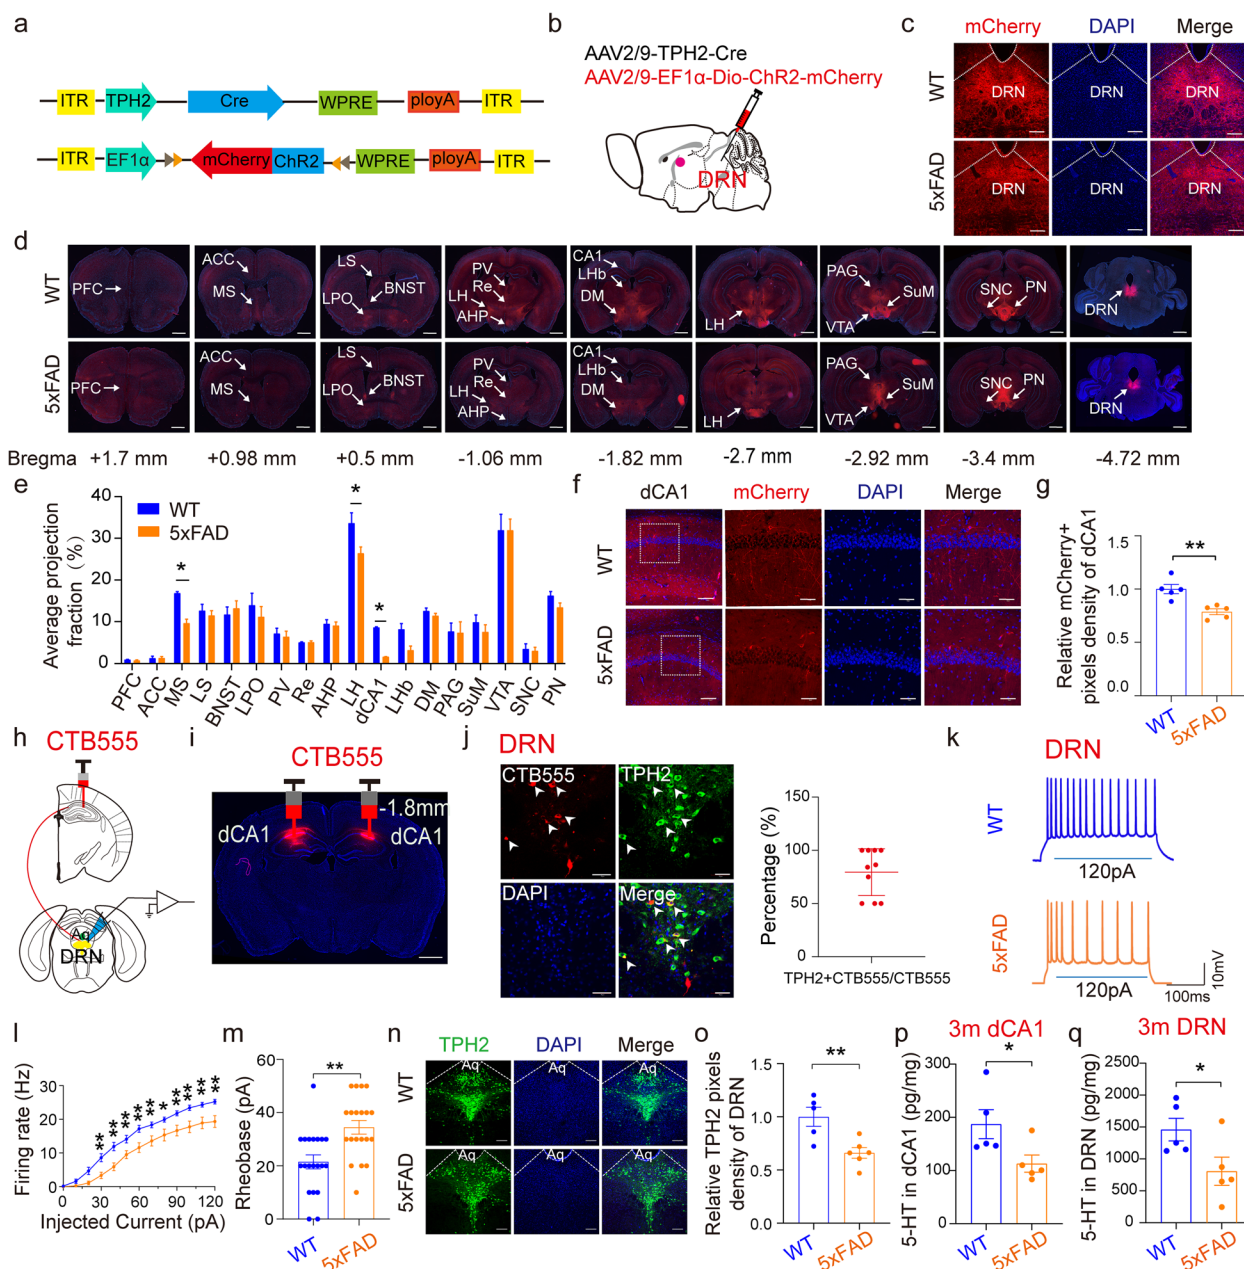 a
ITR TPH2 Cre WPRE ployA ITR
ITR EF1α mCherry ChR2 WPRE ployA ITR
b
AAV2/9-TPH2-Cre
AAV2/9-EF1α-Dio-ChR2-mCherry
DRN
c
mCherry DAPI Merge
WT DRN DRN DRN
5xFAD DRN DRN DRN
d
WT
PFC
ACC
MS
LS
LPO
BNST
PV
Re
LH
AHP
CA1
LHb
DM
LH
PAG
SuM
VTA
SNC
PN
DRN
5xFAD
PFC
ACC
MS
LS
LPO
BNST
PV
Re
LH
AHP
CA1
LHb
DM
LH
PAG
SuM
VTA
SNC
PN
DRN
Bregma +1.7 mm +0.98 mm +0.5 mm -1.06 mm -1.82 mm -2.7 mm -2.92 mm -3.4 mm -4.72 mm
e
Average projection
fraction (%)
40
30
20
10
0
WT
5xFAD
*
*
*
PFC ACC MS LS BNST LPO PV Re AHP LH dCA1 LHb DM PAG SuM VTA SNC PN
f
dCA1 mCherry DAPI Merge
WT
5xFAD
g
Relative mCherry+
pixels density of dCA1
1.5
1.0
0.5
0.0
**
WT 5xFAD
h
CTB555
Aq
DRN
i
CTB555
-1.8mm
dCA1 dCA1
j
DRN
CTB555 TPH2
DAPI Merge
Percentage (%)
150
100
50
0
TPH2+CTB555/CTB555
k
DRN
WT
120pA
5xFAD
120pA
10mV
100ms
l
Firing rate (Hz)
30
20
10
0
** ** ** *** ** * ** *** *** ***
0 30 60 90 120
Injected Current (pA)
m
Rheobase (pA)
60
40
20
0
**
WT 5xFAD
n
TPH2 DAPI Merge
WT Aq Aq Aq
5xFAD Aq Aq Aq
o
Relative TPH2 pixels
density of DRN
1.5
1.0
0.5
0.0
**
WT 5xFAD
p
3m dCA1
5-HT in dCA1 (pg/mg)
300
200
100
0
*
WT 5xFAD
q
3m DRN
5-HT in DRN (pg/mg)
2500
2000
1500
1000
500
0
*
WT 5xFAD